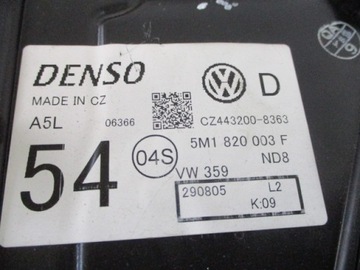 DENSO
D
MADE IN CZ
CZ443200-8363
A5L
06366
5M1 820 003 F
54
04S
ND8
VW 359
290805
L2
K:09